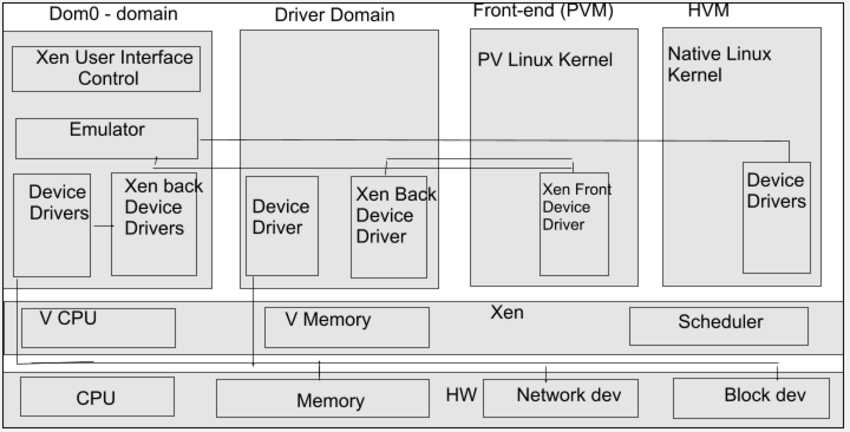 Dom0 - domain
Driver Domain
Front-end (PVM)
HVM
Xen User Interface
Control
Emulator
Device
Drivers
Xen back
Device
Drivers
Device
Driver
Xen Back
Device
Driver
PV Linux Kernel
Xen Front
Device
Driver
Native Linux
Kernel
Device
Drivers
V CPU
V Memory
Xen
Scheduler
CPU
Memory
HW
Network dev
Block dev